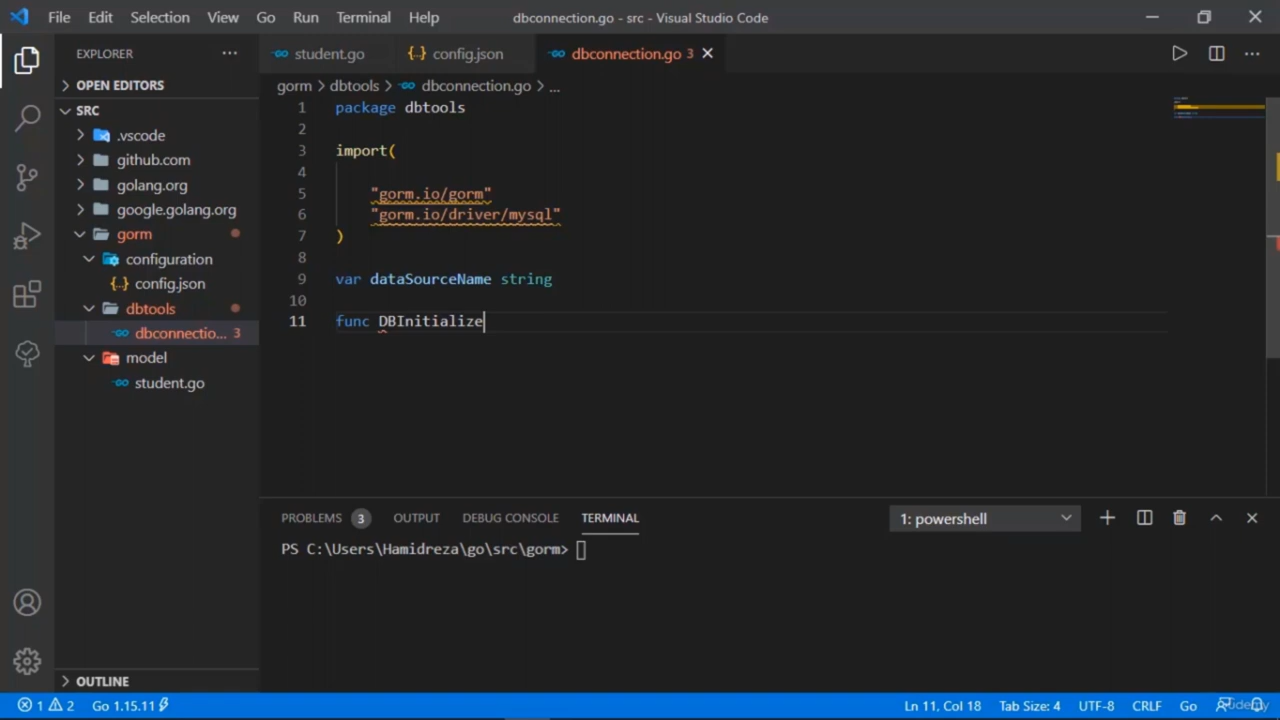 File Edit Selection View Go Run Terminal Help
dbconnection.go - src - Visual Studio Code
EXPLORER
OPEN EDITORS
SRC
.vscode
github.com
golang.org
google.golang.org
gorm
configuration
config.json
dbtools
dbconnectio... 3
model
student.go
OUTLINE
student.go config.json dbconnection.go 3
gorm > dbtools > dbconnection.go > ...
1 package dbtools
2
3 import(
4
5 "gorm.io/gorm"
6 "gorm.io/driver/mysql"
7 )
8
9 var dataSourceName string
10
11 func DBInitialize
PROBLEMS 3 OUTPUT DEBUG CONSOLE TERMINAL
1: powershell
PS C:\Users\Hamidreza\go\src\gorm>
1 2 Go 1.15.11
Ln 11, Col 18 Tab Size: 4 UTF-8 CRLF Go